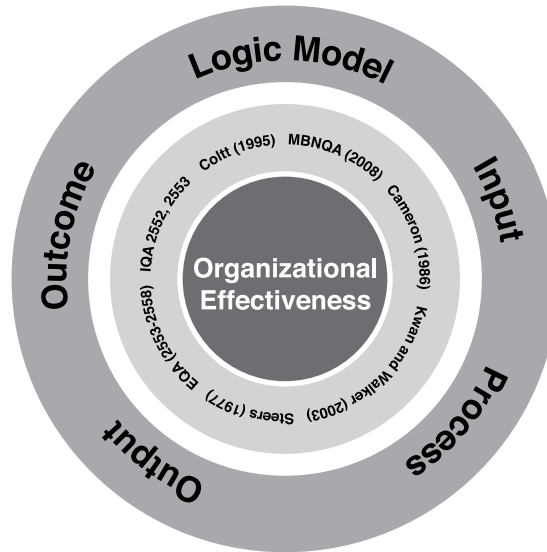 Logic Model
Input
Process
Output
Outcome
Coltt (1995)
MBNQA (2008)
Cameron (1986)
Kwan and Walker (2003)
Steers (1977)
EQA (2553-2558)
IQA 2552, 2553
Organizational
Effectiveness